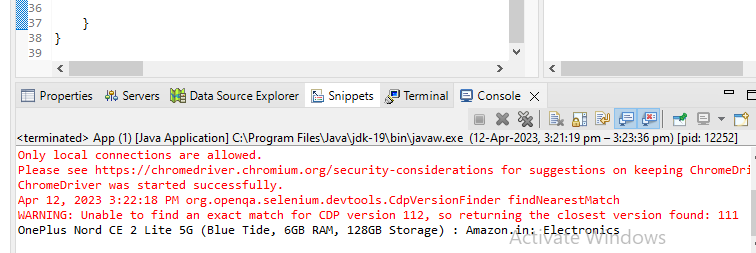 36
37 }
38 }
39
Properties Servers Data Source Explorer Snippets Terminal Console
<terminated> App (1) [Java Application] C:\Program Files\Java\jdk-19\bin\javaw.exe (12-Apr-2023, 3:21:19 pm – 3:23:36 pm) [pid: 12252]
Only local connections are allowed.
Please see https://chromedriver.chromium.org/security-considerations for suggestions on keeping ChromeDri
ChromeDriver was started successfully.
Apr 12, 2023 3:22:18 PM org.openqa.selenium.devtools.CdpVersionFinder findNearestMatch
WARNING: Unable to find an exact match for CDP version 112, so returning the closest version found: 111
OnePlus Nord CE 2 Lite 5G (Blue Tide, 6GB RAM, 128GB Storage) : Amazon.in: Electronics
Activate Windows